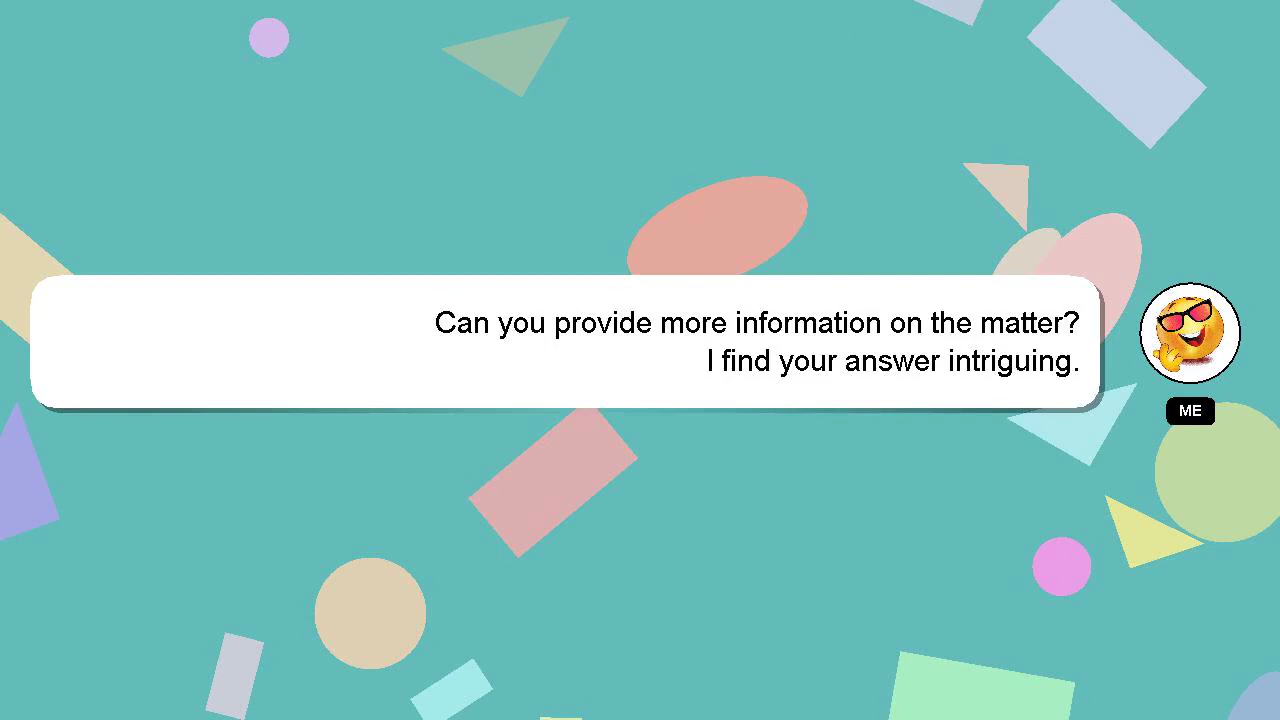 Can you provide more information on the matter?
I find your answer intriguing.
ME